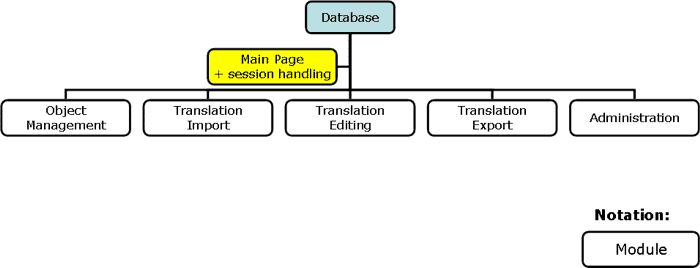 Database
Main Page
+ session handling
Object
Management
Translation
Import
Translation
Editing
Translation
Export
Administration
Notation:
Module